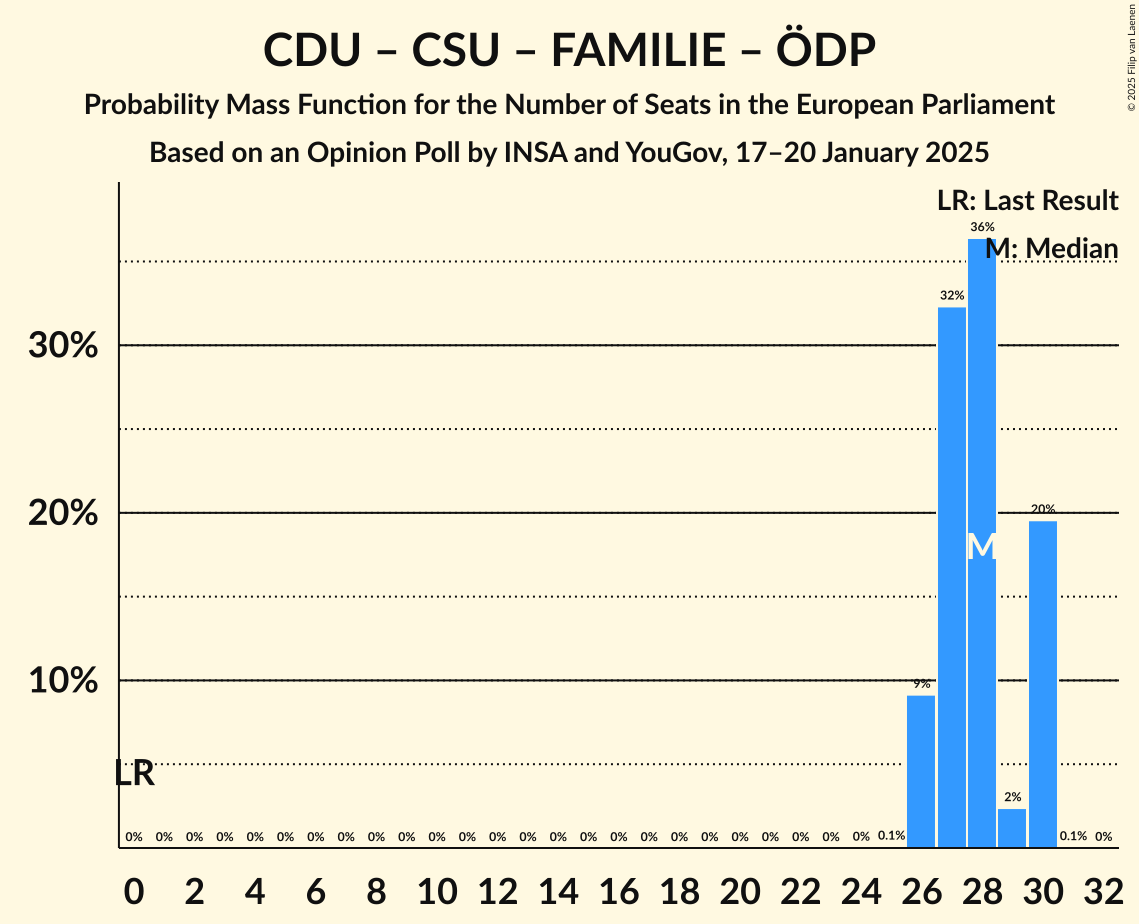 CDU – CSU – FAMILIE – ÖDP
Probability Mass Function for the Number of Seats in the European Parliament
Based on an Opinion Poll by INSA and YouGov, 17–20 January 2025
© 2025 Filip van Laenen
LR: Last Result
M: Median
36%
32%
30%
20%
20%
M
10%
9%
LR
2%
0% 0% 0% 0% 0% 0% 0% 0% 0% 0% 0% 0% 0% 0% 0% 0% 0% 0% 0% 0% 0% 0% 0% 0% 0% 0.1% 0.1% 0%
0 2 4 6 8 10 12 14 16 18 20 22 24 26 28 30 32